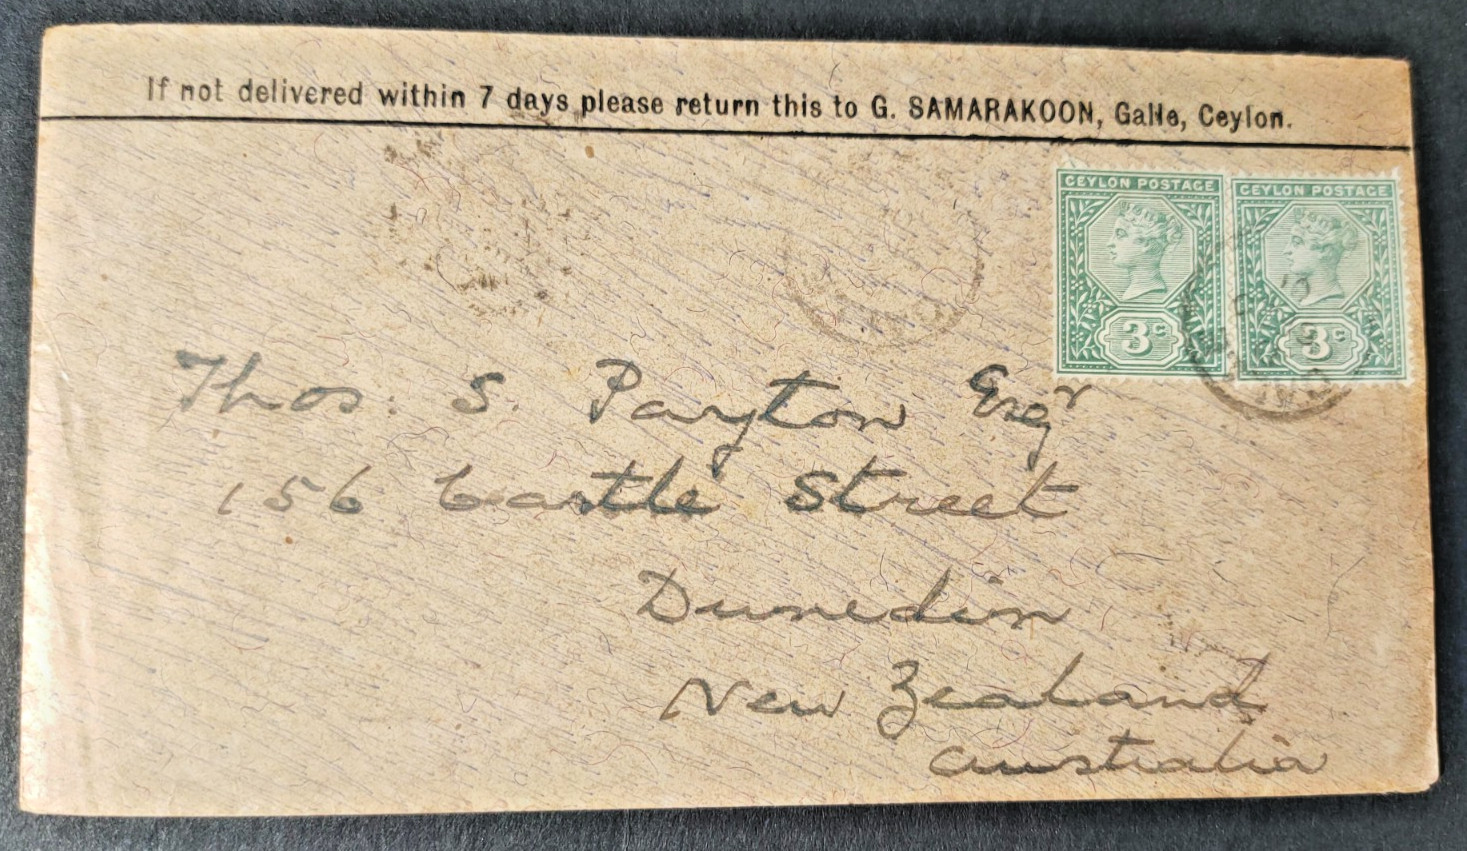 If not delivered within 7 days please return this to G. SAMARAKOON, Galle, Ceylon.
CEYLON POSTAGE
3c
CEYLON POSTAGE
3c
Thos: S. Payton Esqr
156 Castle Street
Dunedin
New Zealand
Australia